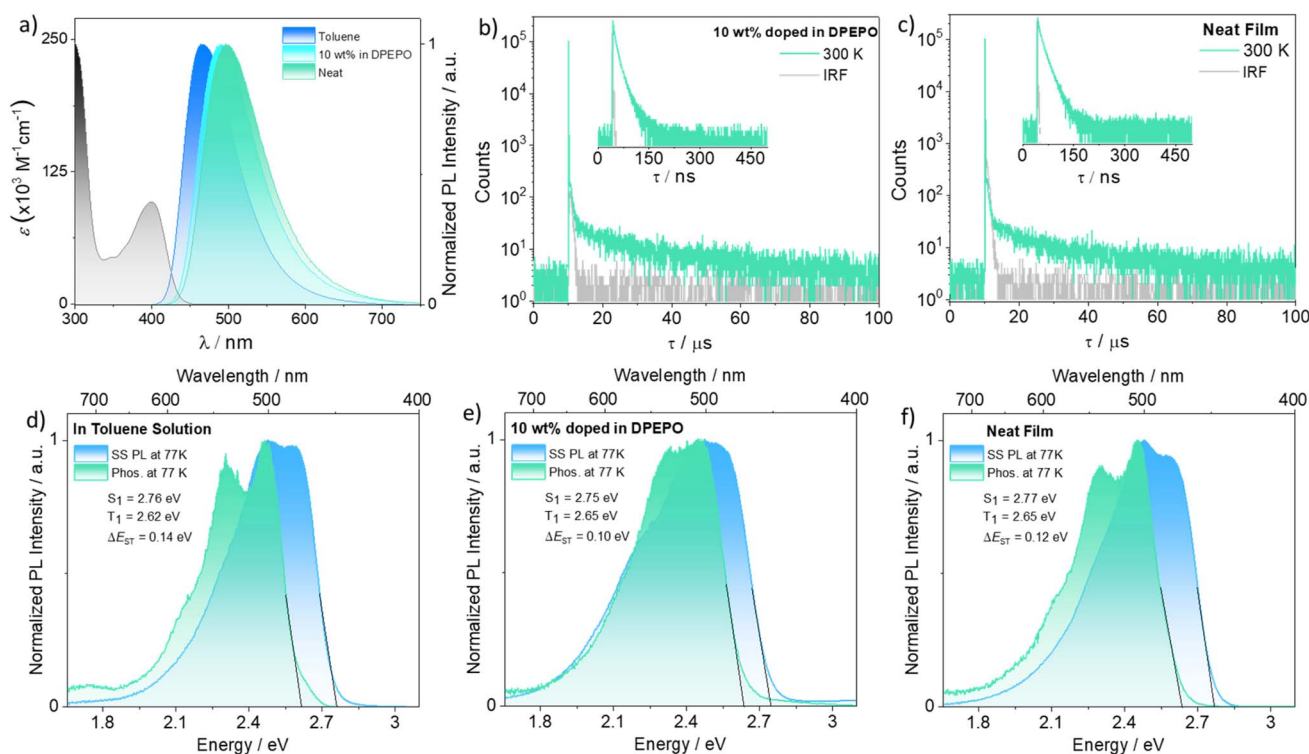 a)
250
125
0
ε (x10³ M⁻¹cm⁻¹)
Toluene
10 wt% in DPEPO
Neat
1
0
Normalized PL Intensity / a.u.
300 400 500 600 700
λ / nm
b)
10 wt% doped in DPEPO
300 K
IRF
10⁵
10⁴
10³
10²
10¹
10⁰
Counts
0 150 300 450
τ / ns
0 20 40 60 80 100
τ / μs
c)
Neat Film
300 K
IRF
10⁵
10⁴
10³
10²
10¹
10⁰
Counts
0 150 300 450
τ / ns
0 20 40 60 80 100
τ / μs
Wavelength / nm
700 600 500 400
d)
In Toluene Solution
SS PL at 77K
Phos. at 77 K
S₁ = 2.76 eV
T₁ = 2.62 eV
ΔE_ST = 0.14 eV
1
0
Normalized PL Intensity / a.u.
1.8 2.1 2.4 2.7 3
Energy / eV
Wavelength / nm
700 600 500 400
e)
10 wt% doped in DPEPO
SS PL at 77K
Phos. at 77 K
S₁ = 2.75 eV
T₁ = 2.65 eV
ΔE_ST = 0.10 eV
1
0
Normalized PL Intensity / a.u.
1.8 2.1 2.4 2.7 3
Energy / eV
Wavelength / nm
700 600 500 400
f)
Neat Film
SS PL at 77K
Phos. at 77 K
S₁ = 2.77 eV
T₁ = 2.65 eV
ΔE_ST = 0.12 eV
1
0
Normalized PL Intensity / a.u.
1.8 2.1 2.4 2.7 3
Energy / eV